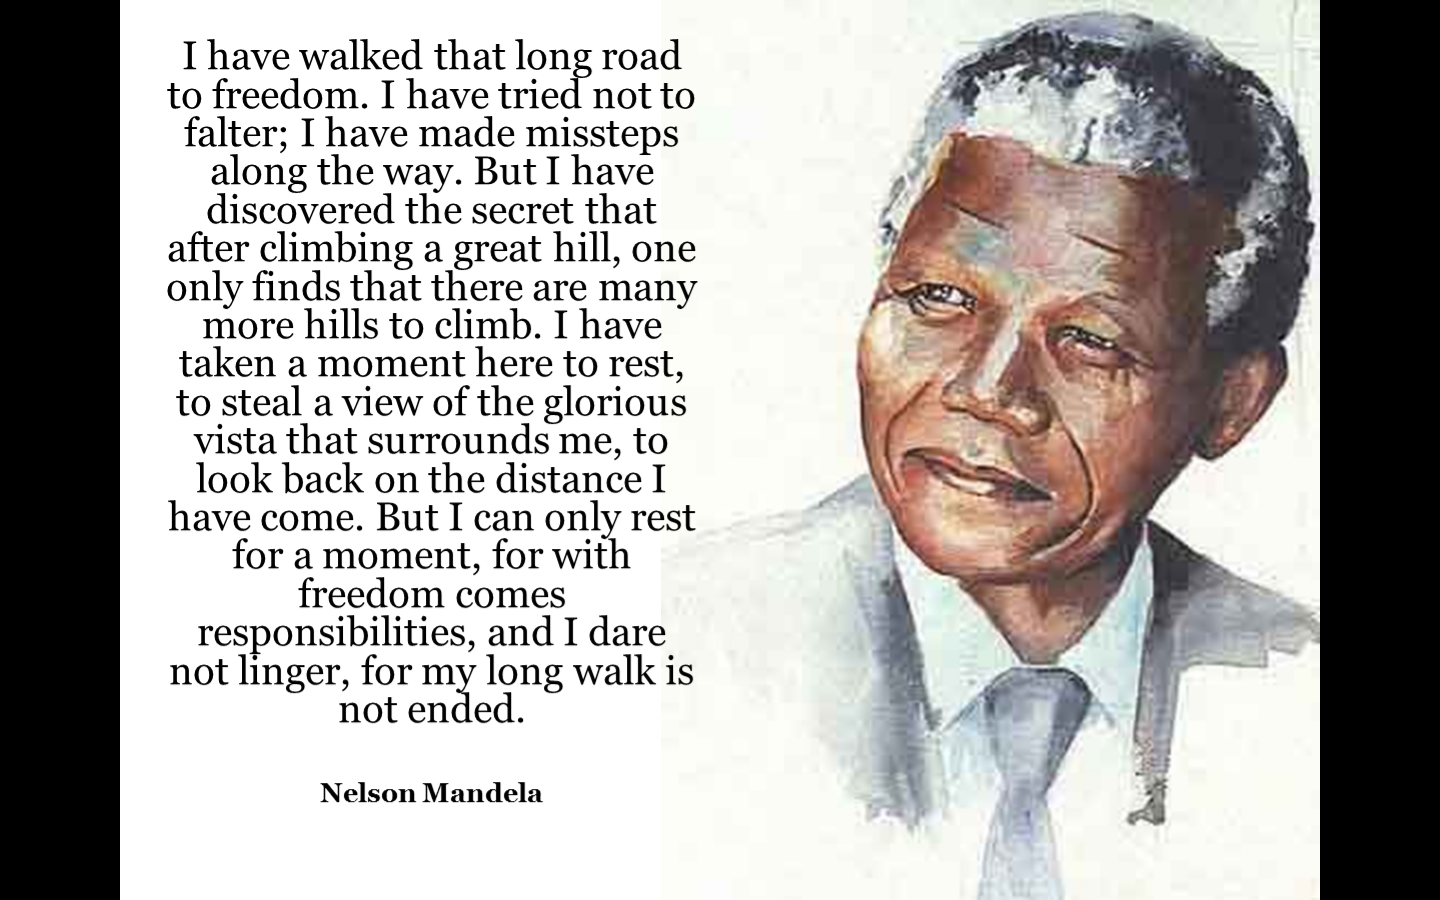 I have walked that long road
to freedom. I have tried not to
falter; I have made missteps
along the way. But I have
discovered the secret that
after climbing a great hill, one
only finds that there are many
more hills to climb. I have
taken a moment here to rest,
to steal a view of the glorious
vista that surrounds me, to
look back on the distance I
have come. But I can only rest
for a moment, for with
freedom comes
responsibilities, and I dare
not linger, for my long walk is
not ended.
Nelson Mandela